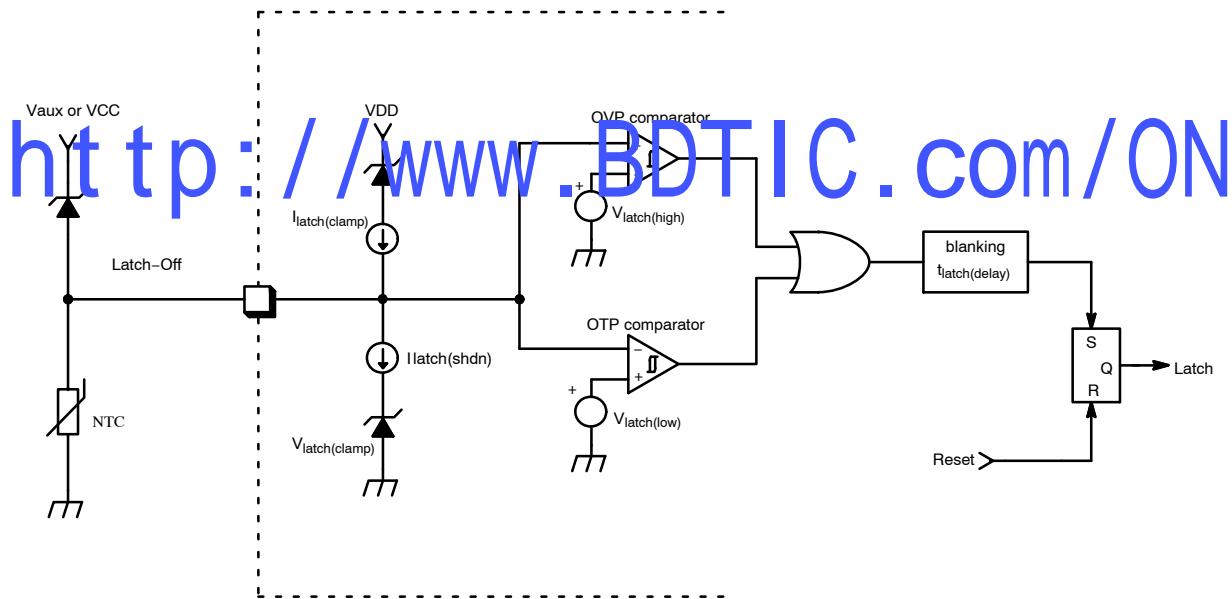 Vaux or VCC
VDD
OVP comparator
http://www.BDTIC.com/ON
Ilatch(clamp)
+
Vlatch(high)
Latch-Off
blanking
tlatch(delay)
OTP comparator
−
+
Ilatch(shdn)
S
Q
R
Latch
+
NTC
Vlatch(clamp)
Vlatch(low)
Reset